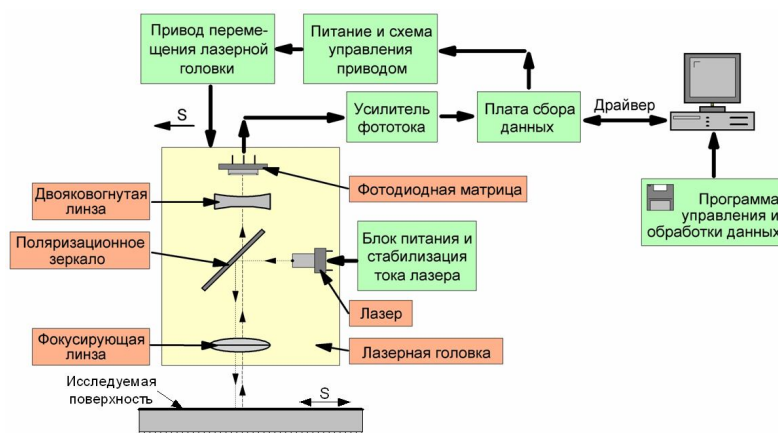 Привод переме-
щения лазерной
головки
Питание и схема
управления
приводом
S
Усилитель
фототока
Плата сбора
данных
Драйвер
Двояковогнутая
линза
Фотодиодная матрица
Программа
управления и
обработки данных
Поляризационное
зеркало
Блок питания и
стабилизация
тока лазера
Лазер
Фокусирующая
линза
Лазерная головка
Исследуемая
поверхность
S